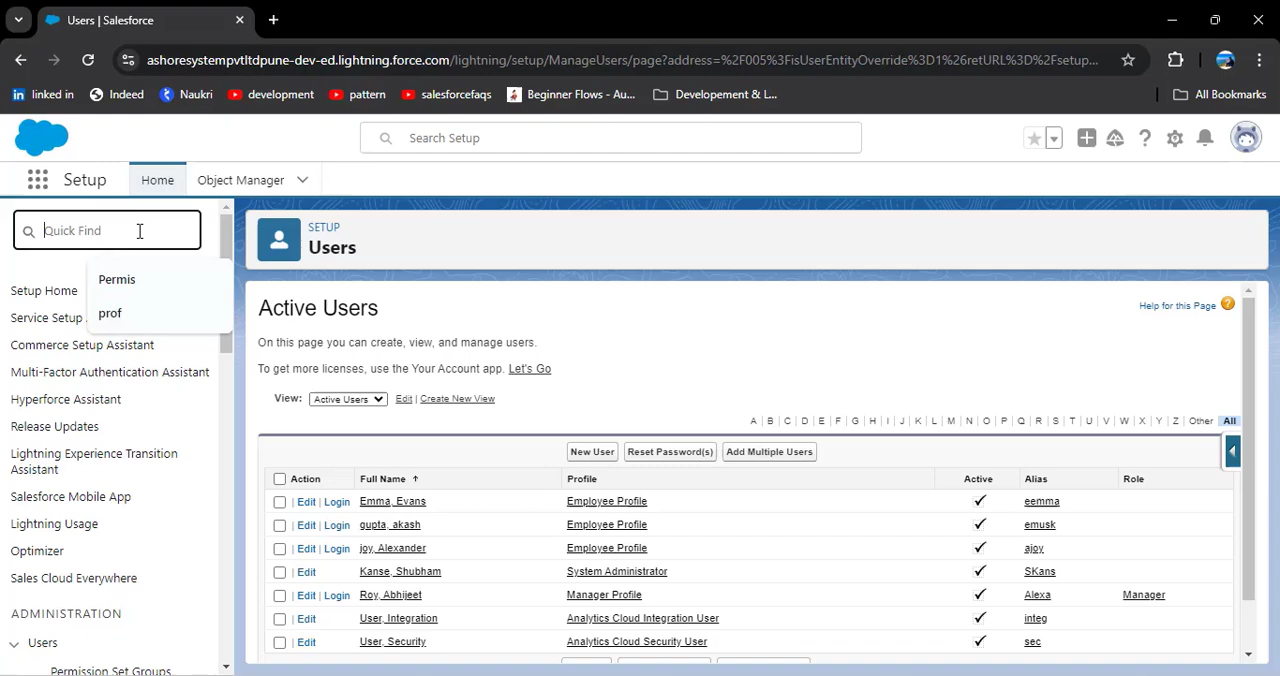 Users | Salesforce
ashoresystempvtltdpune-dev-ed.lightning.force.com/lightning/setup/ManageUsers/page?address=%2F005%3FisUserEntityOverride%3D1%26retURL%3D%2Fsetup...
linked in Indeed Naukri development pattern salesforcefaqs Beginner Flows - Au... Developement & L... All Bookmarks
Search Setup
Setup Home Object Manager
Quick Find
Permis
prof
Setup Home
Service Setup
Commerce Setup Assistant
Multi-Factor Authentication Assistant
Hyperforce Assistant
Release Updates
Lightning Experience Transition
Assistant
Salesforce Mobile App
Lightning Usage
Optimizer
Sales Cloud Everywhere
ADMINISTRATION
Users
Permission Set Groups
SETUP
Users
Active Users
Help for this Page ?
On this page you can create, view, and manage users.
To get more licenses, use the Your Account app. Let's Go
View: Active Users Edit | Create New View
A | B | C | D | E | F | G | H | I | J | K | L | M | N | O | P | Q | R | S | T | U | V | W | X | Y | Z | Other All
New User Reset Password(s) Add Multiple Users
Action Full Name ↑ Profile Active Alias Role
| Edit | Login Emma, Evans Employee Profile ✓ eemma
| Edit | Login gupta, akash Employee Profile ✓ emusk
| Edit | Login joy, Alexander Employee Profile ✓ ajoy
| Edit Kanse, Shubham System Administrator ✓ SKans
| Edit | Login Roy, Abhijeet Manager Profile ✓ Alexa Manager
| Edit User, Integration Analytics Cloud Integration User ✓ integ
| Edit User, Security Analytics Cloud Security User ✓ sec